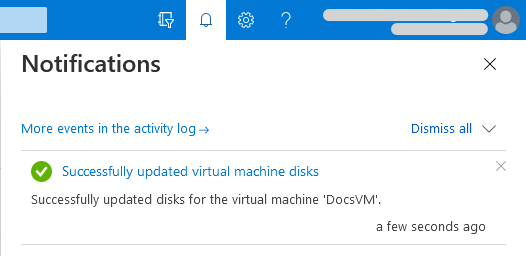 Notifications
More events in the activity log →
Dismiss all
Successfully updated virtual machine disks
Successfully updated disks for the virtual machine 'DocsVM'.
a few seconds ago